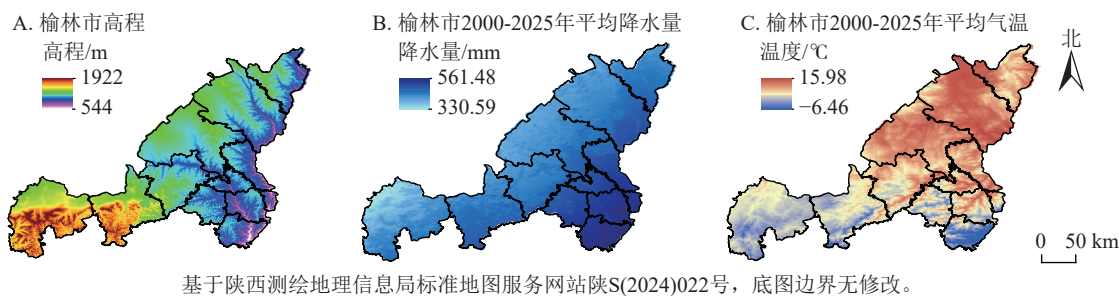 A. 榆林市高程
高程/m
1922
544
B. 榆林市2000-2025年平均降水量
降水量/mm
561.48
330.59
C. 榆林市2000-2025年平均气温
温度/℃
15.98
−6.46
北
0 50 km
基于陕西测绘地理信息局标准地图服务网站陕S(2024)022号，底图边界无修改。